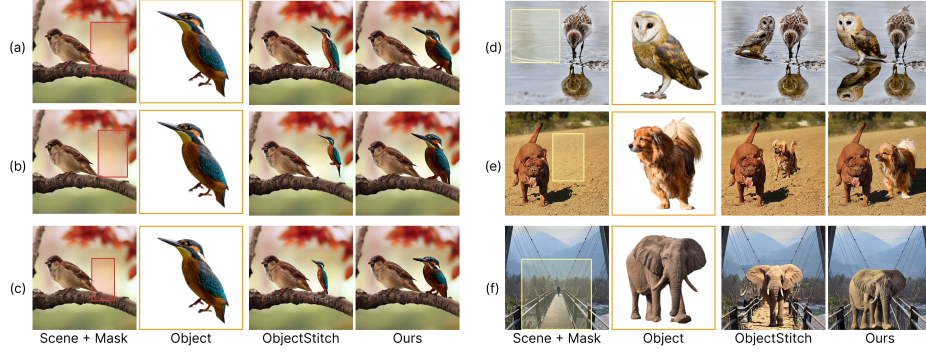 (a)
(b)
(c)
Scene + Mask Object ObjectStitch Ours
(d)
(e)
(f)
Scene + Mask Object ObjectStitch Ours